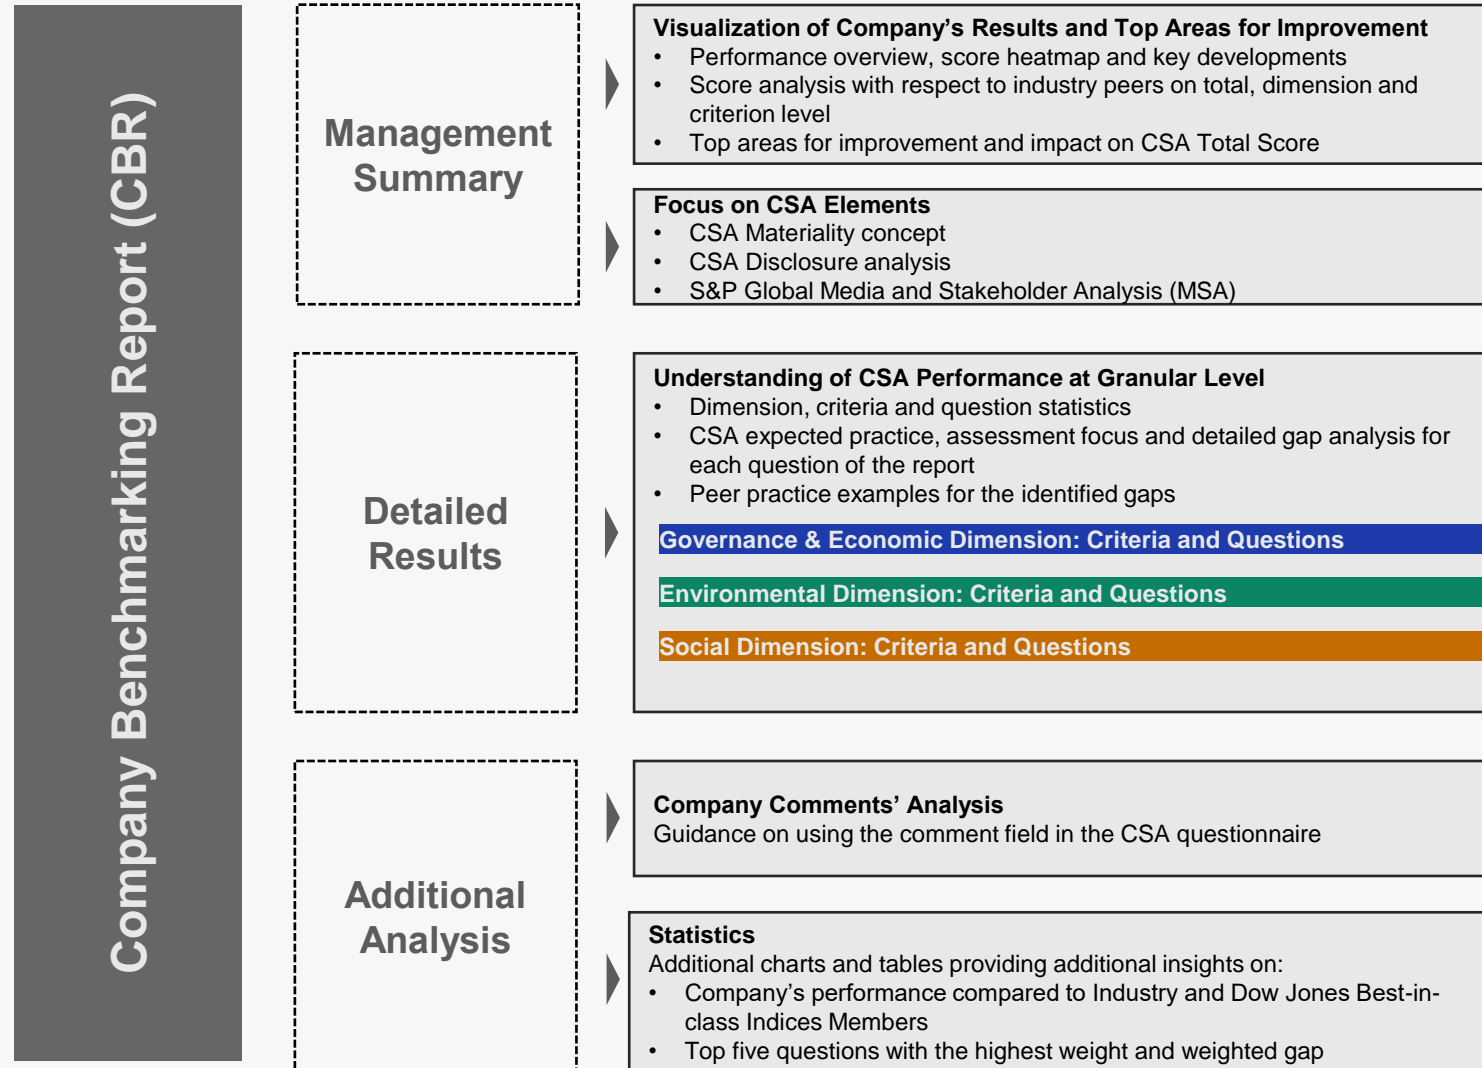 Company Benchmarking Report (CBR)
Management
Summary
Visualization of Company’s Results and Top Areas for Improvement
• Performance overview, score heatmap and key developments
• Score analysis with respect to industry peers on total, dimension and
criterion level
• Top areas for improvement and impact on CSA Total Score
Focus on CSA Elements
• CSA Materiality concept
• CSA Disclosure analysis
• S&P Global Media and Stakeholder Analysis (MSA)
Detailed
Results
Understanding of CSA Performance at Granular Level
• Dimension, criteria and question statistics
• CSA expected practice, assessment focus and detailed gap analysis for
each question of the report
• Peer practice examples for the identified gaps
Governance & Economic Dimension: Criteria and Questions
Environmental Dimension: Criteria and Questions
Social Dimension: Criteria and Questions
Additional
Analysis
Company Comments’ Analysis
Guidance on using the comment field in the CSA questionnaire
Statistics
Additional charts and tables providing additional insights on:
• Company’s performance compared to Industry and Dow Jones Best-in-
class Indices Members
• Top five questions with the highest weight and weighted gap